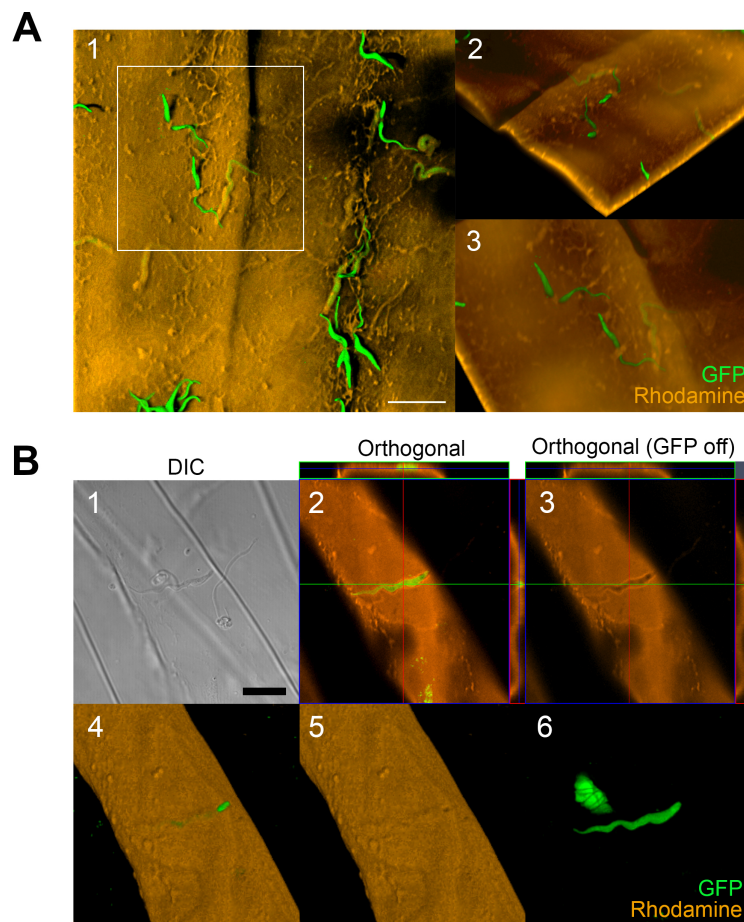 A
1
2
3
GFP
Rhodamine
B
DIC
Orthogonal
Orthogonal (GFP off)
1
2
3
4
5
6
GFP
Rhodamine